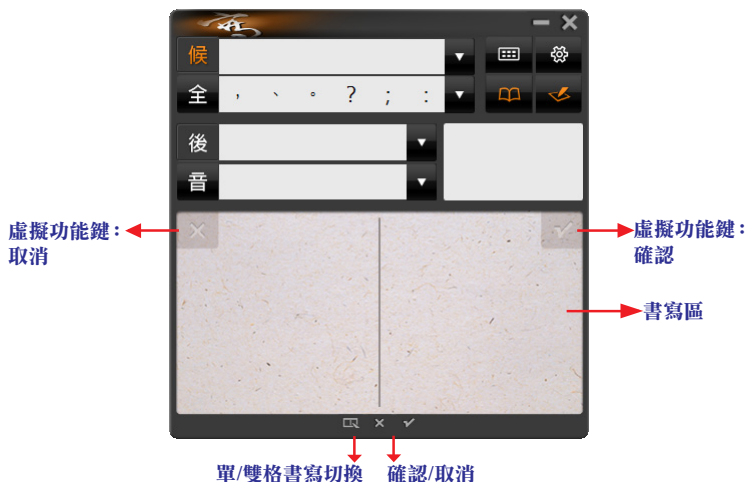 候
全 ， 、 。 ? ; :
後
音
虛擬功能鍵：
取消
虛擬功能鍵：
確認
書寫區
單/雙格書寫切換 確認/取消